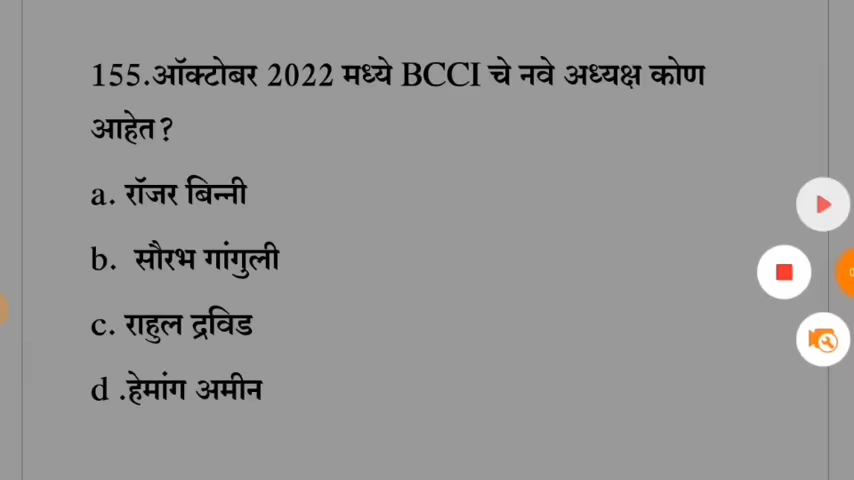 155.ऑक्टोबर 2022 मध्ये BCCI चे नवे अध्यक्ष कोण
आहेत?
a. रॉजर बिन्नी
b. सौरभ गांगुली
c. राहुल द्रविड
d .हेमांग अमीन